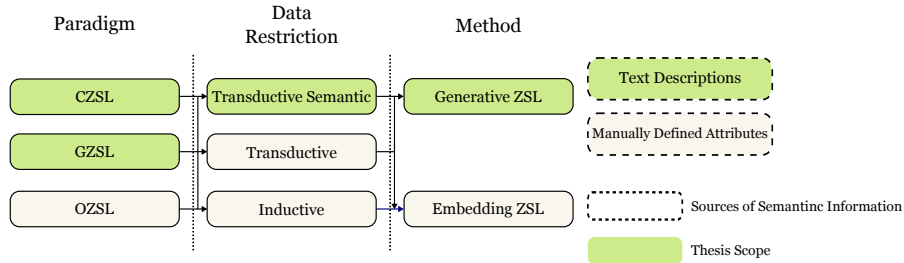 Paradigm
Data
Restriction
Method
CZSL
Transductive Semantic
Generative ZSL
Text Descriptions
GZSL
Transductive
Manually Defined Attributes
OZSL
Inductive
Embedding ZSL
Sources of Semantinc Information
Thesis Scope